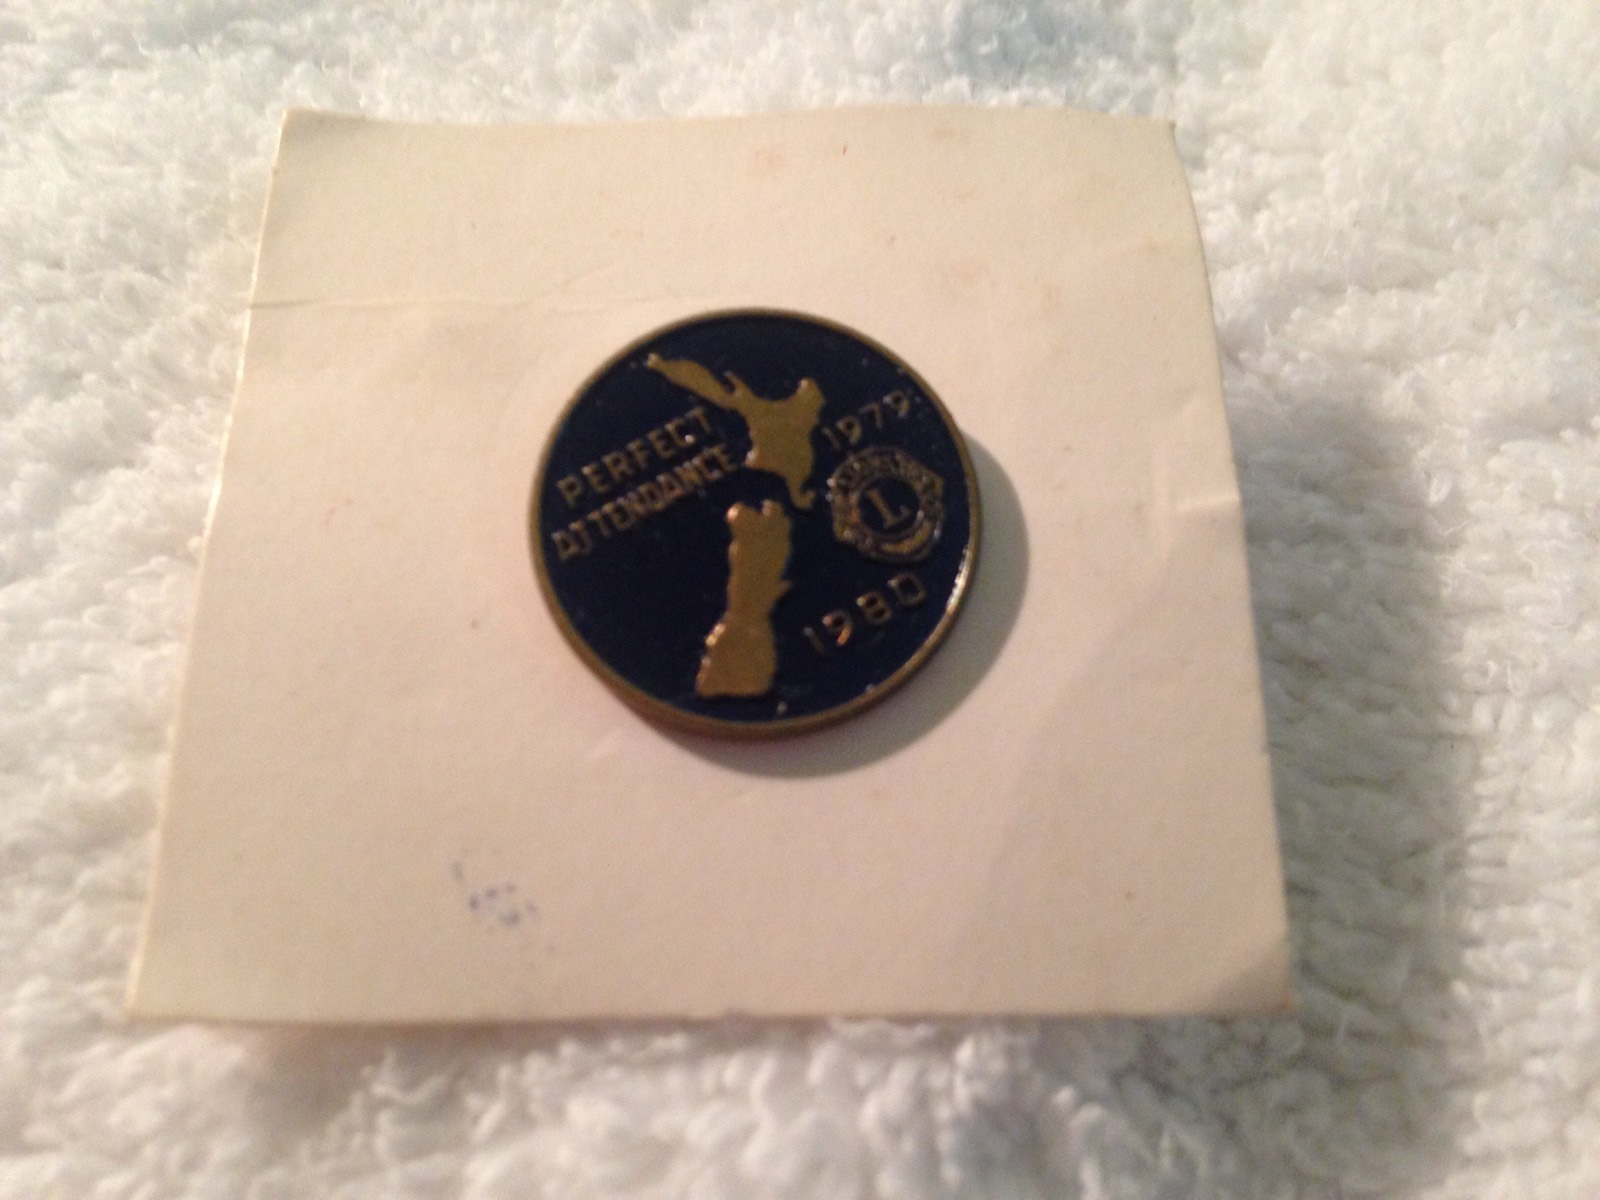 PERFECT
ATTENDANCE
1979
L
1980